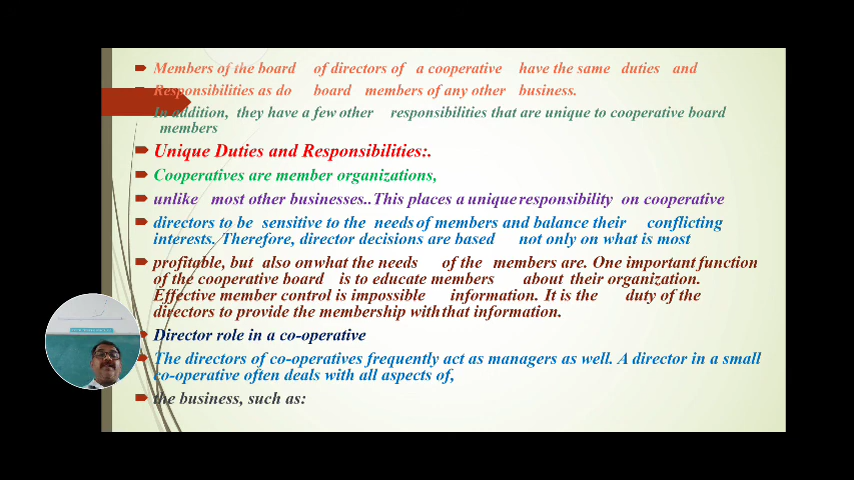 Members of the board of directors of a cooperative have the same duties and
Responsibilities as do board members of any other business.
In addition, they have a few other responsibilities that are unique to cooperative board
members
Unique Duties and Responsibilities:.
Cooperatives are member organizations,
unlike most other businesses..This places a unique responsibility on cooperative
directors to be sensitive to the needs of members and balance their conflicting
interests. Therefore, director decisions are based not only on what is most
profitable, but also onwhat the needs of the members are. One important function
of the cooperative board is to educate members about their organization.
Effective member control is impossible information. It is the duty of the
directors to provide the membership with that information.
Director role in a co-operative
The directors of co-operatives frequently act as managers as well. A director in a small
co-operative often deals with all aspects of,
the business, such as: